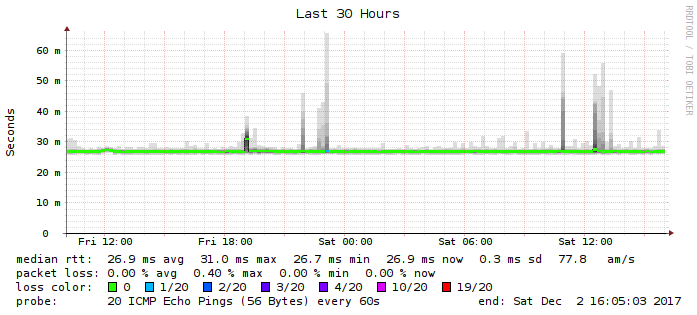 Last 30 Hours
RRDTOOL / TOBI OETIKER
Seconds
60 m
50 m
40 m
30 m
20 m
10 m
0
Fri 12:00 Fri 18:00 Sat 00:00 Sat 06:00 Sat 12:00
median rtt: 26.9 ms avg 31.0 ms max 26.7 ms min 26.9 ms now 0.3 ms sd 77.8 am/s
packet loss: 0.00 % avg 0.40 % max 0.00 % min 0.00 % now
loss color: 0 1/20 2/20 3/20 4/20 10/20 19/20
probe: 20 ICMP Echo Pings (56 Bytes) every 60s end: Sat Dec 2 16:05:03 2017